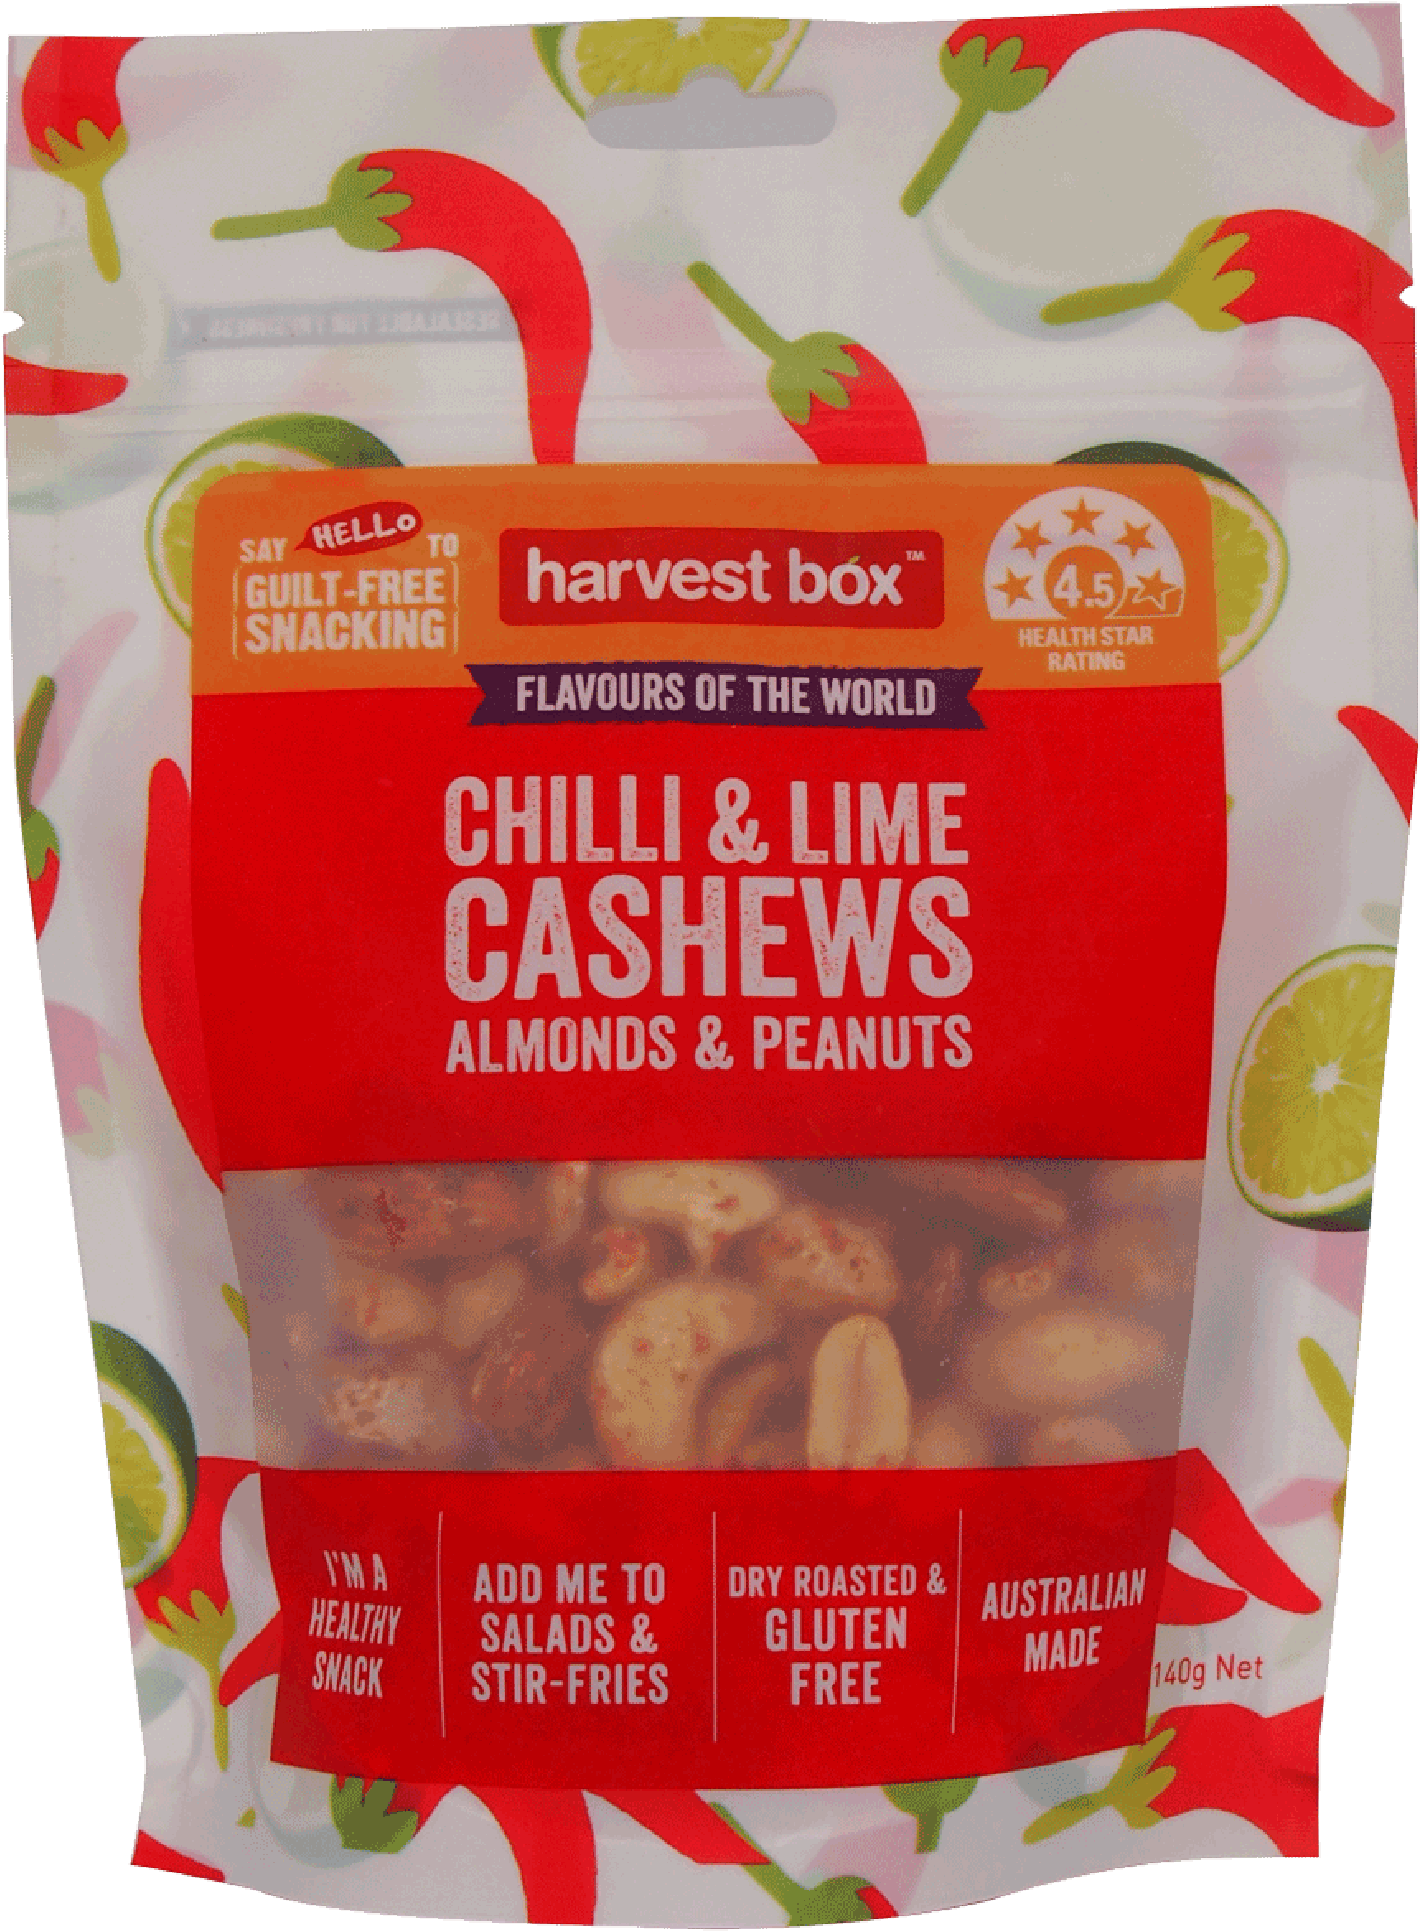 SAY HELLO TO
GUILT-FREE
SNACKING
harvest box™
4.5
HEALTH STAR
RATING
FLAVOURS OF THE WORLD
CHILLI & LIME
CASHEWS
ALMONDS & PEANUTS
I'M A
HEALTHY
SNACK
ADD ME TO
SALADS &
STIR-FRIES
DRY ROASTED &
GLUTEN
FREE
AUSTRALIAN
MADE
140g Net